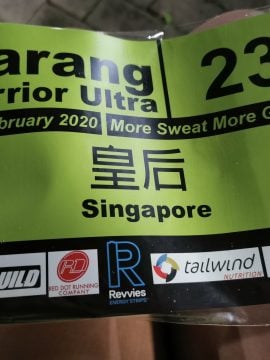 arang
rrior Ultra
23
bruary 2020 More Sweat More G
皇后
Singapore
UILD
RD
RED DOT RUNNING
COMPANY
R
Revvies
ENERGY STRIPS
tailwind
NUTRITION